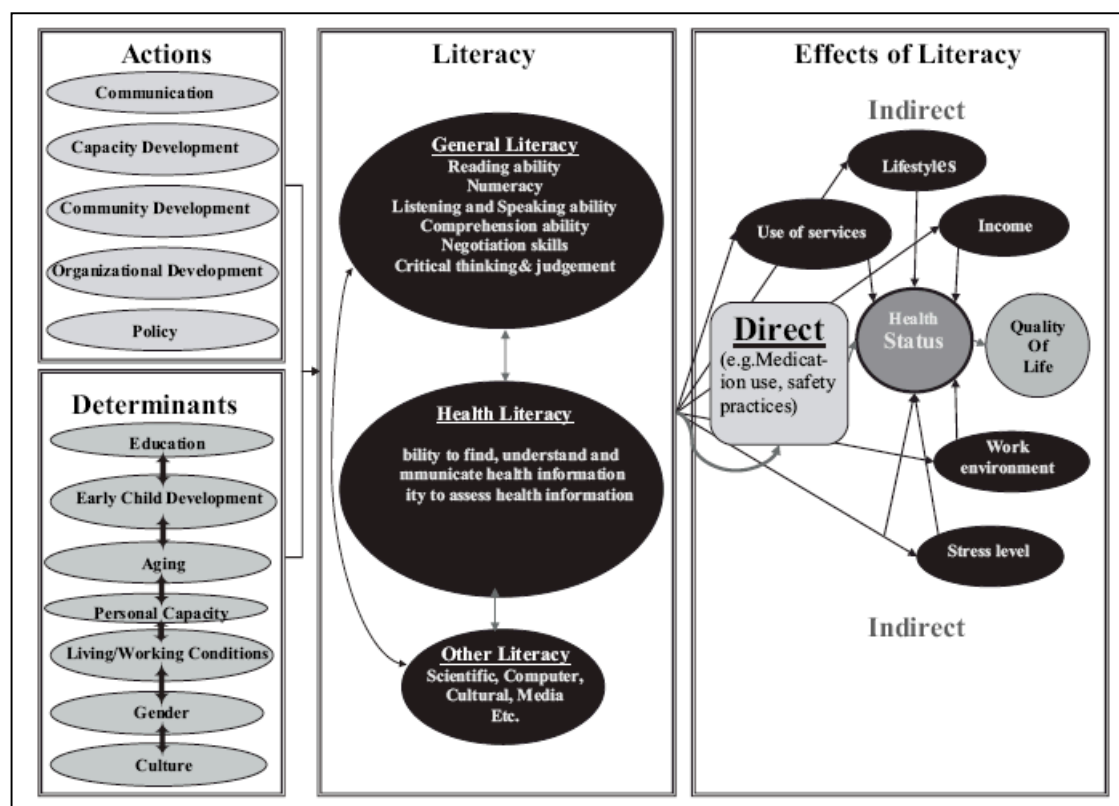 Actions
Communication
Capacity Development
Community Development
Organizational Development
Policy
Determinants
Education
Early Child Development
Aging
Personal Capacity
Living/Working Conditions
Gender
Culture
Literacy
General Literacy
Reading ability
Numeracy
Listening and Speaking ability
Comprehension ability
Negotiation skills
Critical thinking& judgement
Health Literacy
bility to find, understand and
mmunicate health information
ity to assess health information
Other Literacy
Scientific, Computer,
Cultural, Media
Etc.
Effects of Literacy
Indirect
Lifestyles
Use of services
Income
Direct
(e.g.Medicat-
ion use, safety
practices)
Health
Status
Quality
Of
Life
Work
environment
Stress level
Indirect